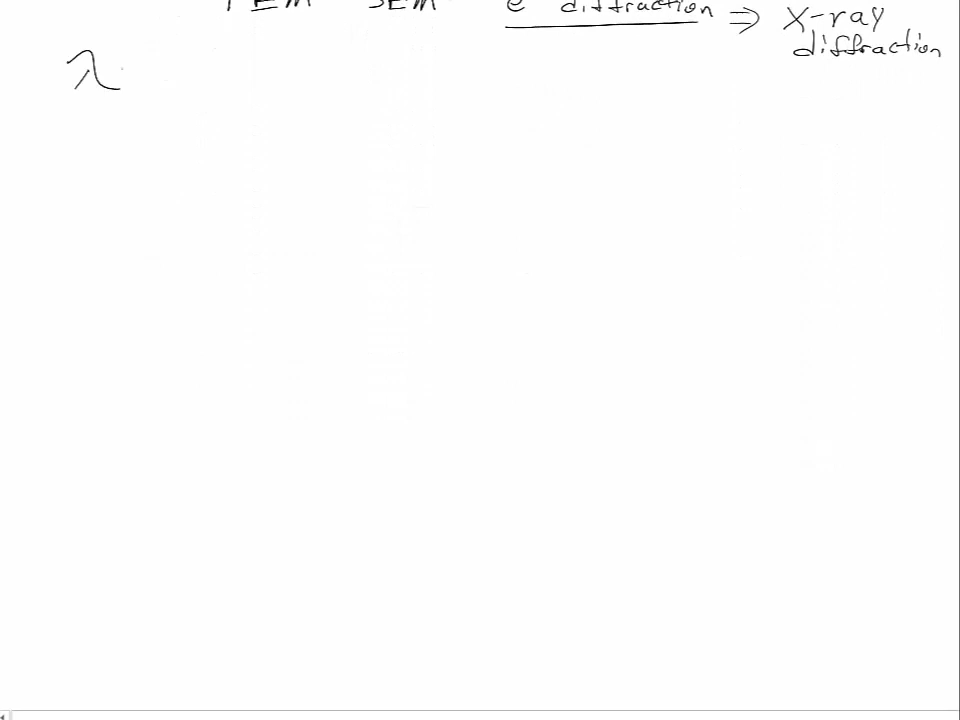 TEM SEM e diffraction ⇒ X-ray
diffraction
λ